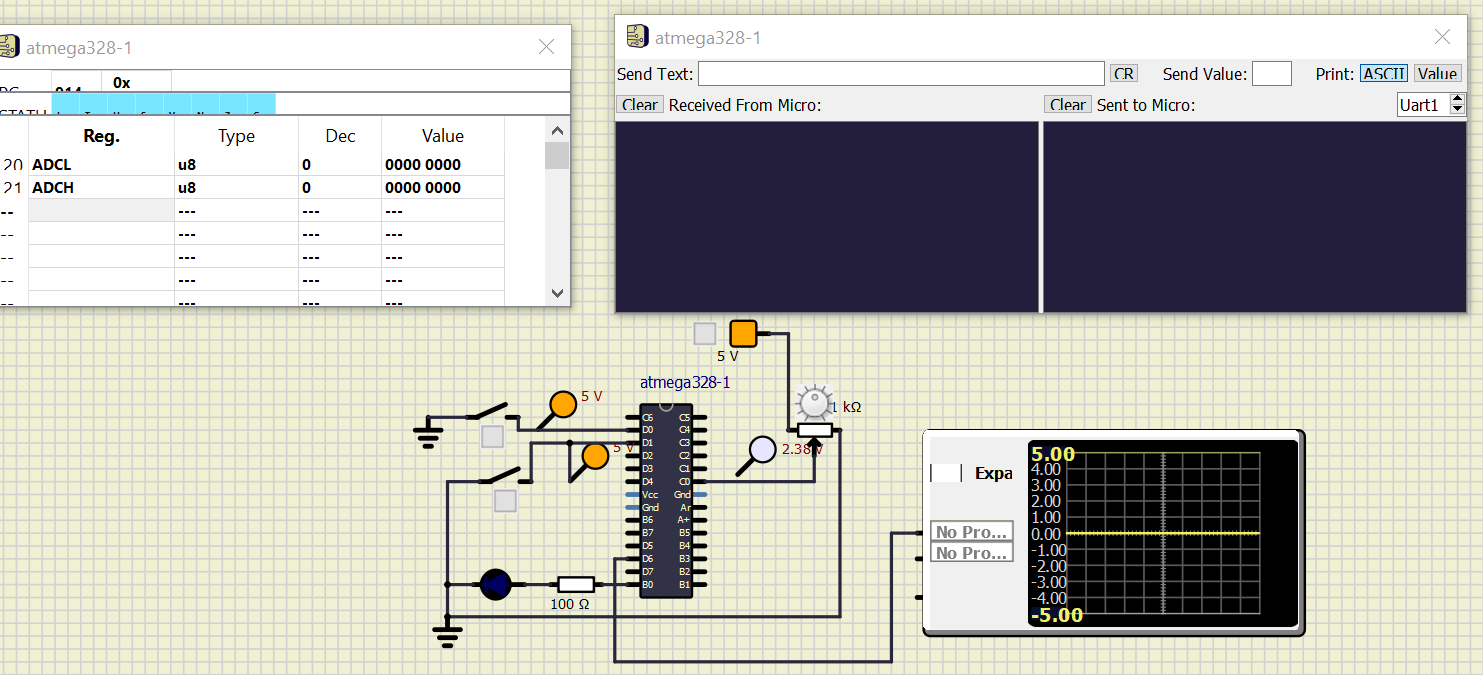 atmega328-1
0x
Reg. Type Dec Value
20 ADCL u8 0 0000 0000
21 ADCH u8 0 0000 0000
-- --- --- ---
-- --- --- ---
-- --- --- ---
-- --- --- ---
-- --- --- ---
atmega328-1
Send Text: CR Send Value: Print: ASCII Value
Clear Received From Micro: Clear Sent to Micro: Uart1
5 V
atmega328-1
5 V
5 V
1 kΩ
2.38 V
100 Ω
C6 C5
D0 C4
D1 C3
D2 C2
D3 C1
D4 C0
Vcc Gnd
Gnd Ar
B6 A+
B7 B5
D5 B4
D6 B3
D7 B2
B0 B1
Expa
No Pro...
No Pro...
5.00
4.00
3.00
2.00
1.00
0.00
-1.00
-2.00
-3.00
-4.00
-5.00